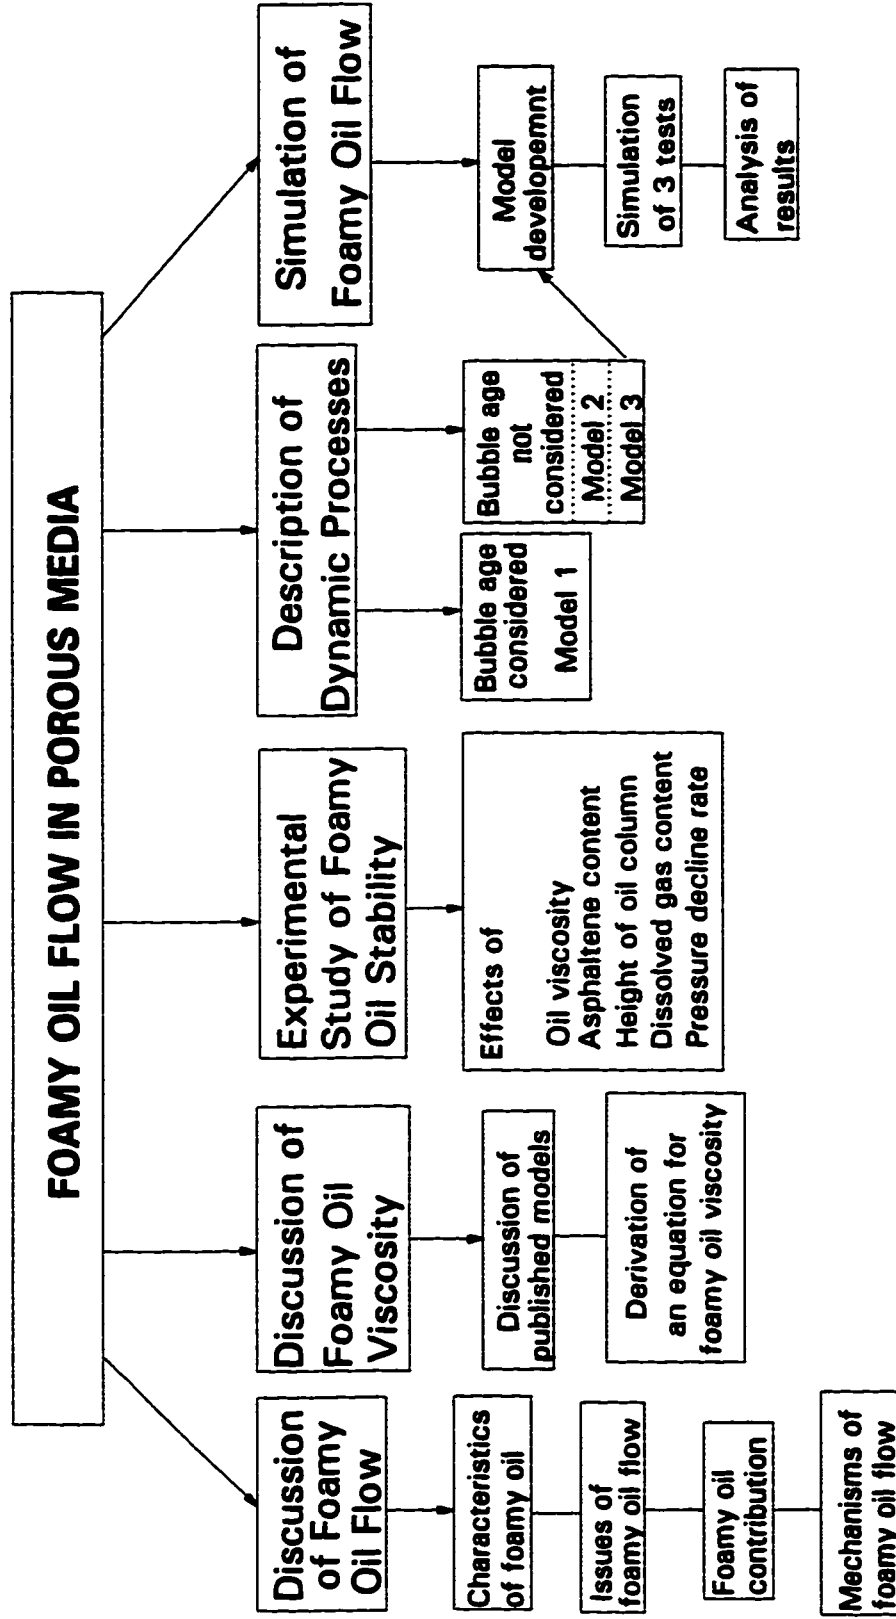 FOAMY OIL FLOW IN POROUS MEDIA
Discussion
of Foamy
Oil Flow
Characteristics
of foamy oil
Issues of
foamy oil flow
Foamy oil
contribution
Mechanisms of
foamy oil flow
Discussion of
Foamy Oil
Viscosity
Discussion of
published models
Derivation of
an equation for
foamy oil viscosity
Experimental
Study of Foamy
Oil Stability
Effects of
Oil viscosity
Asphaltene content
Height of oil column
Dissolved gas content
Pressure decline rate
Description of
Dynamic Processes
Bubble age
considered
Model 1
Bubble age
not
considered
Model 2
Model 3
Simulation of
Foamy Oil Flow
Model
developemnt
Simulation
of 3 tests
Analysis of
results